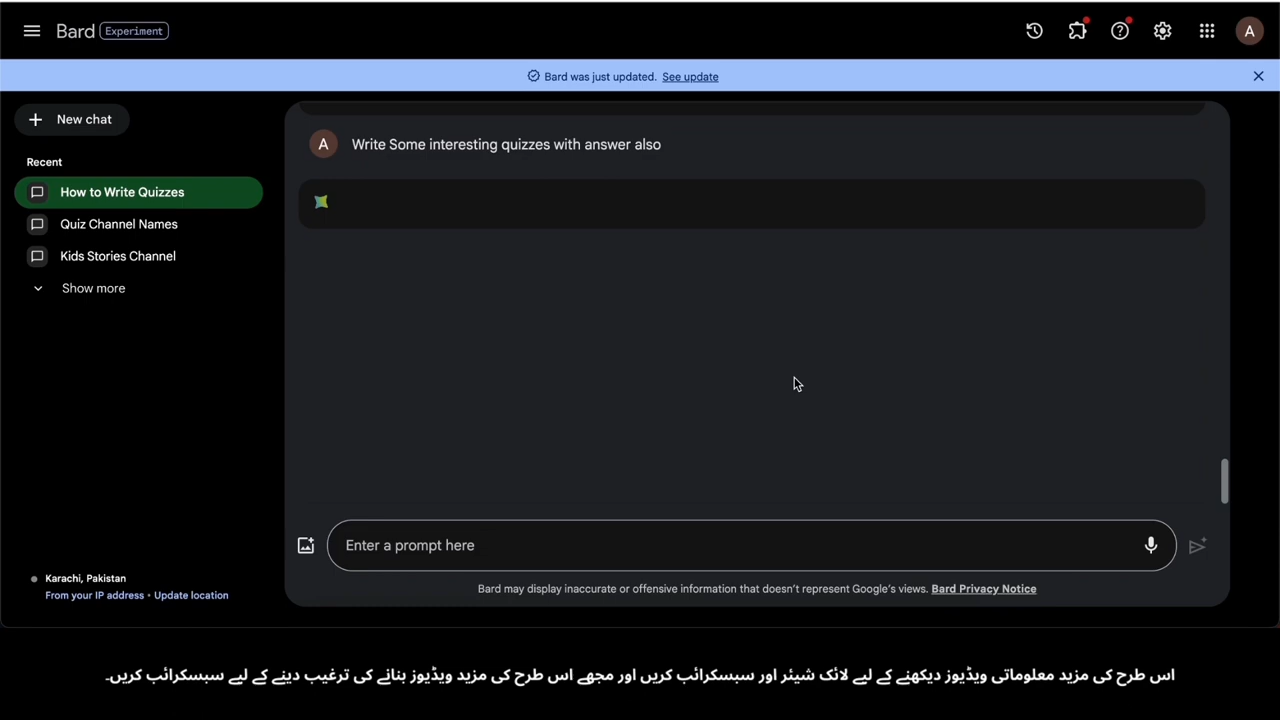 Bard Experiment
A
Bard was just updated. See update
New chat
Recent
How to Write Quizzes
Quiz Channel Names
Kids Stories Channel
Show more
A Write Some interesting quizzes with answer also
Enter a prompt here
Bard may display inaccurate or offensive information that doesn't represent Google's views. Bard Privacy Notice
Karachi, Pakistan
From your IP address • Update location
اس طرح کی مزید معلوماتی ویڈیوز دیکھنے کے لیے لائک شیئر اور سبسکرائب کریں اور مجھے اس طرح کی مزید ویڈیوز بنانے کی ترغیب دینے کے لیے سبسکرائب کریں۔